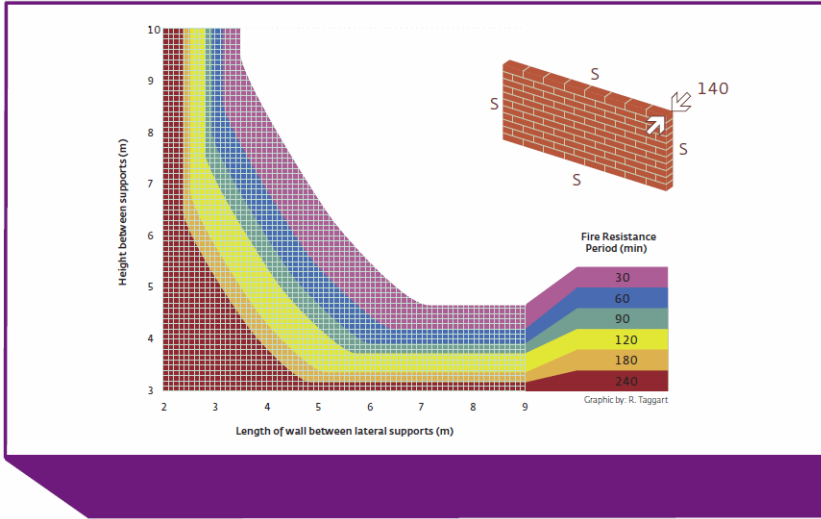 10
9
8
7
6
5
4
3
Height between supports (m)
2 3 4 5 6 7 8 9
Length of wall between lateral supports (m)
S
S
140
S
S
Fire Resistance
Period (min)
30
60
90
120
180
240
Graphic by: R. Taggart